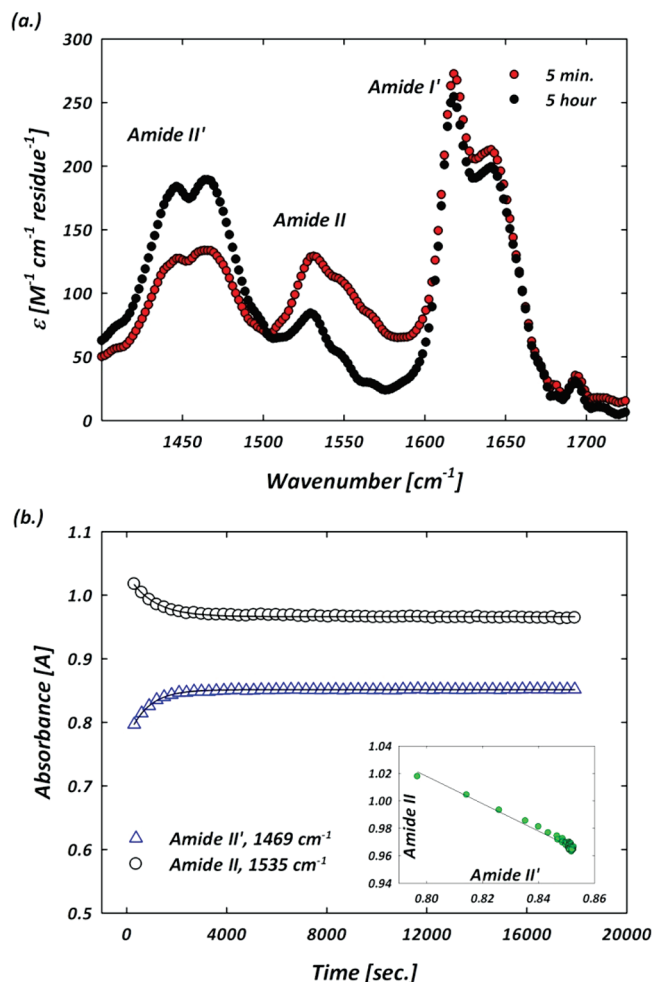 (a.)
300
250
200
150
100
50
0
ε [M⁻¹ cm⁻¹ residue⁻¹]
Amide II'
Amide II
Amide I'
5 min.
5 hour
1450 1500 1550 1600 1650 1700
Wavenumber [cm⁻¹]
(b.)
1.1
1.0
0.9
0.8
0.7
0.6
0.5
Absorbance [A]
Amide II', 1469 cm⁻¹
Amide II, 1535 cm⁻¹
1.04
1.02
1.00
0.98
0.96
0.94
Amide II
Amide II'
0.80 0.82 0.84 0.86
0 4000 8000 12000 16000 20000
Time [sec.]